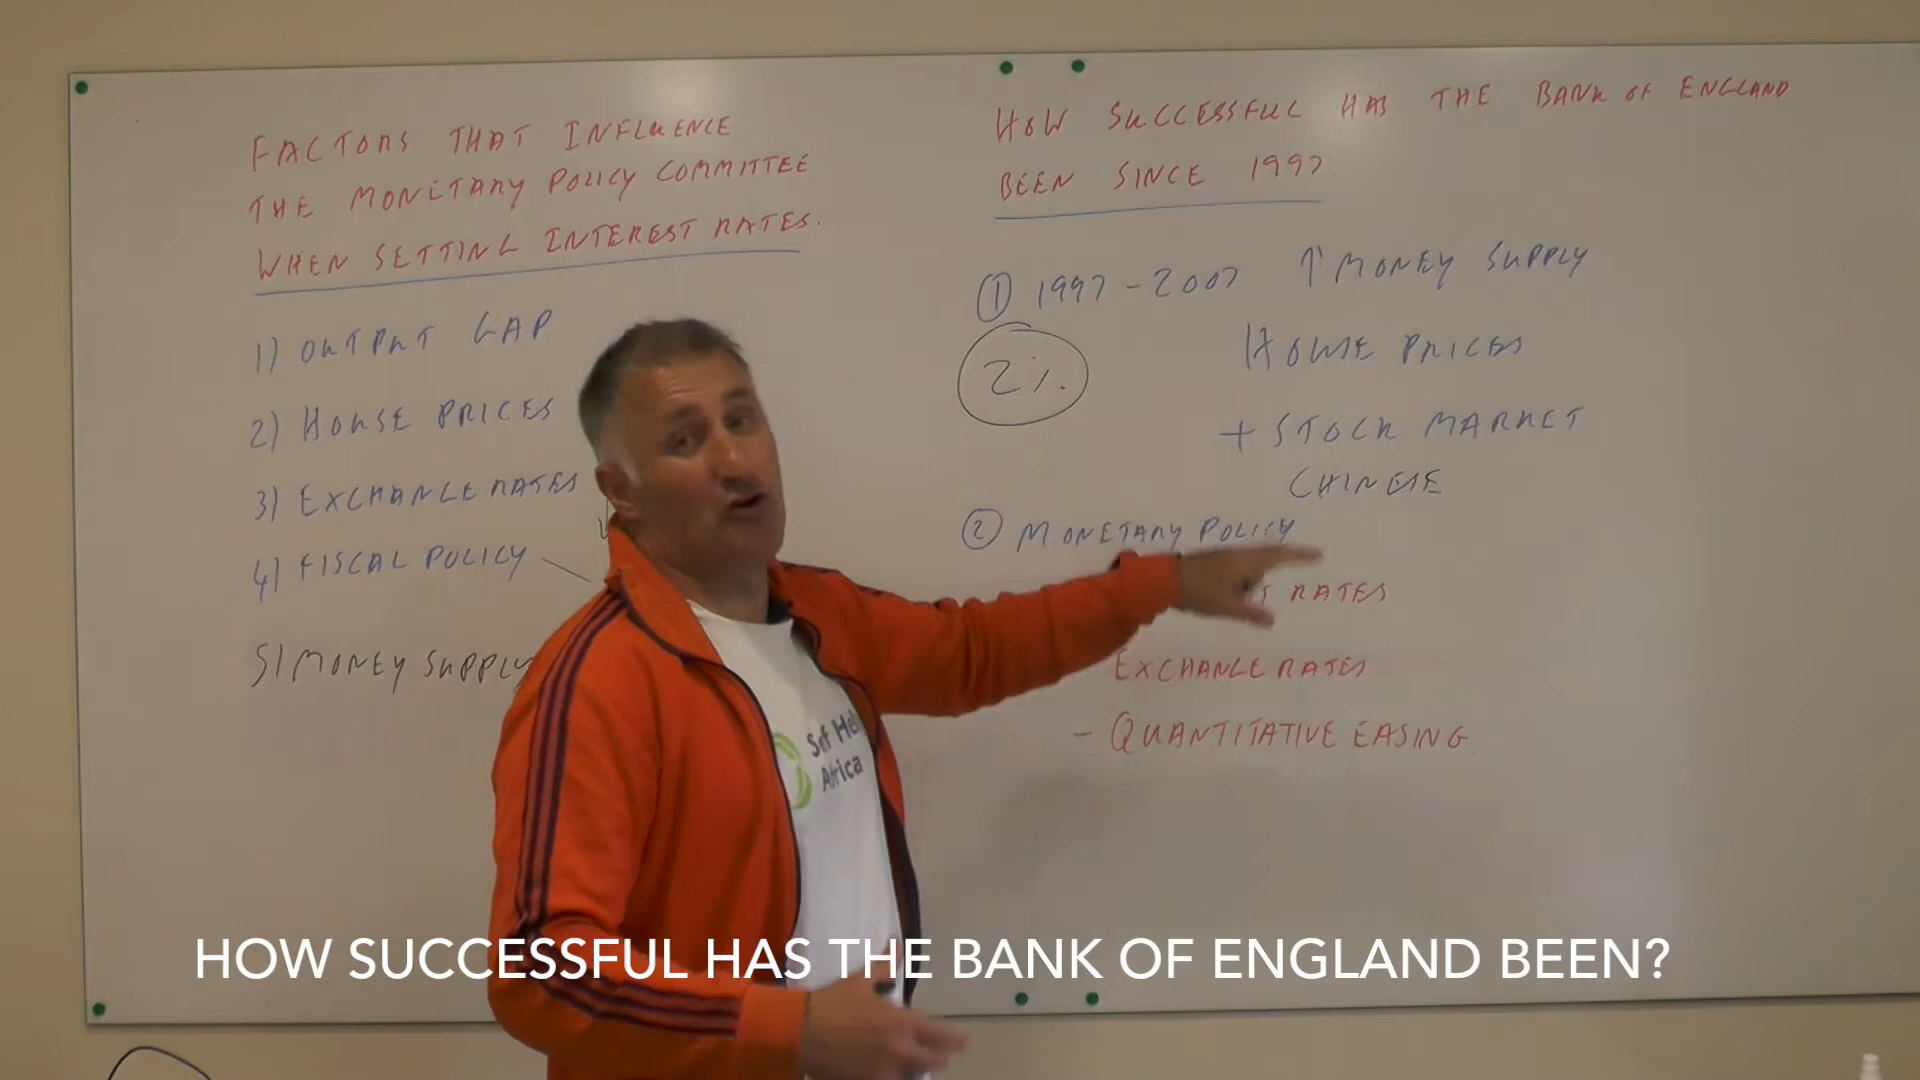 FACTORS THAT INFLUENCE
THE MONETARY POLICY COMMITTEE
WHEN SETTING INTEREST RATES.
1) OUTPUT GAP
2) HOUSE PRICES
3) EXCHANGE RATES
4) FISCAL POLICY
5) MONEY SUPPLY
HOW SUCCESSFUL HAS THE BANK OF ENGLAND
BEEN SINCE 1997.
① 1997 - 2007 ↑ MONEY SUPPLY
2%.
HOUSE PRICES
+ STOCK MARKET
CHINESE
② MONETARY POLICY
RATES
EXCHANGE RATES
- QUANTITATIVE EASING.
Self Hel
Africa
HOW SUCCESSFUL HAS THE BANK OF ENGLAND BEEN?